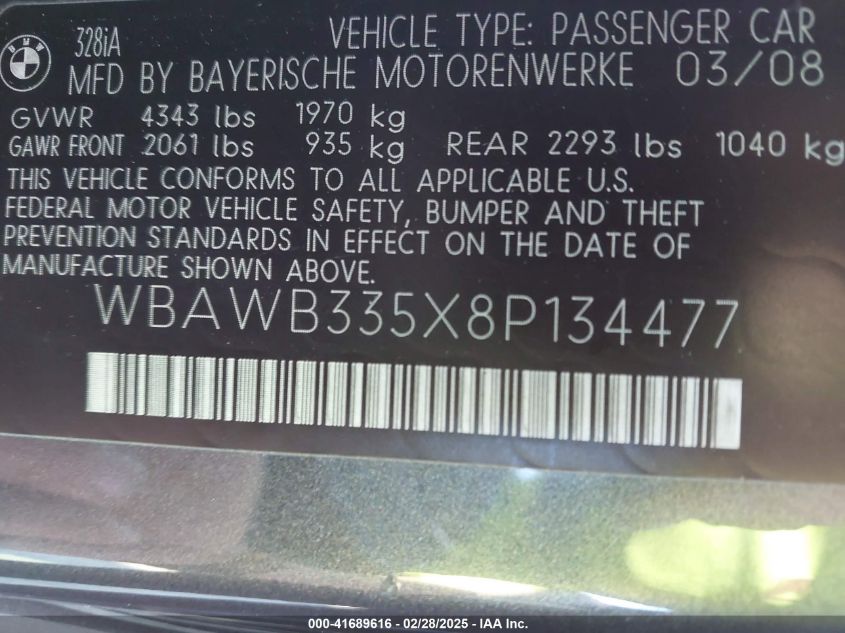 BMW
328iA VEHICLE TYPE: PASSENGER CAR
MFD BY BAYERISCHE MOTORENWERKE 03/08
GVWR 4343 lbs 1970 kg
GAWR FRONT 2061 lbs 935 kg REAR 2293 lbs 1040 kg
THIS VEHICLE CONFORMS TO ALL APPLICABLE U.S.
FEDERAL MOTOR VEHICLE SAFETY, BUMPER AND THEFT
PREVENTION STANDARDS IN EFFECT ON THE DATE OF
MANUFACTURE SHOWN ABOVE.
WBAWB335X8P134477
000-41689616 - 02/28/2025 - IAA Inc.